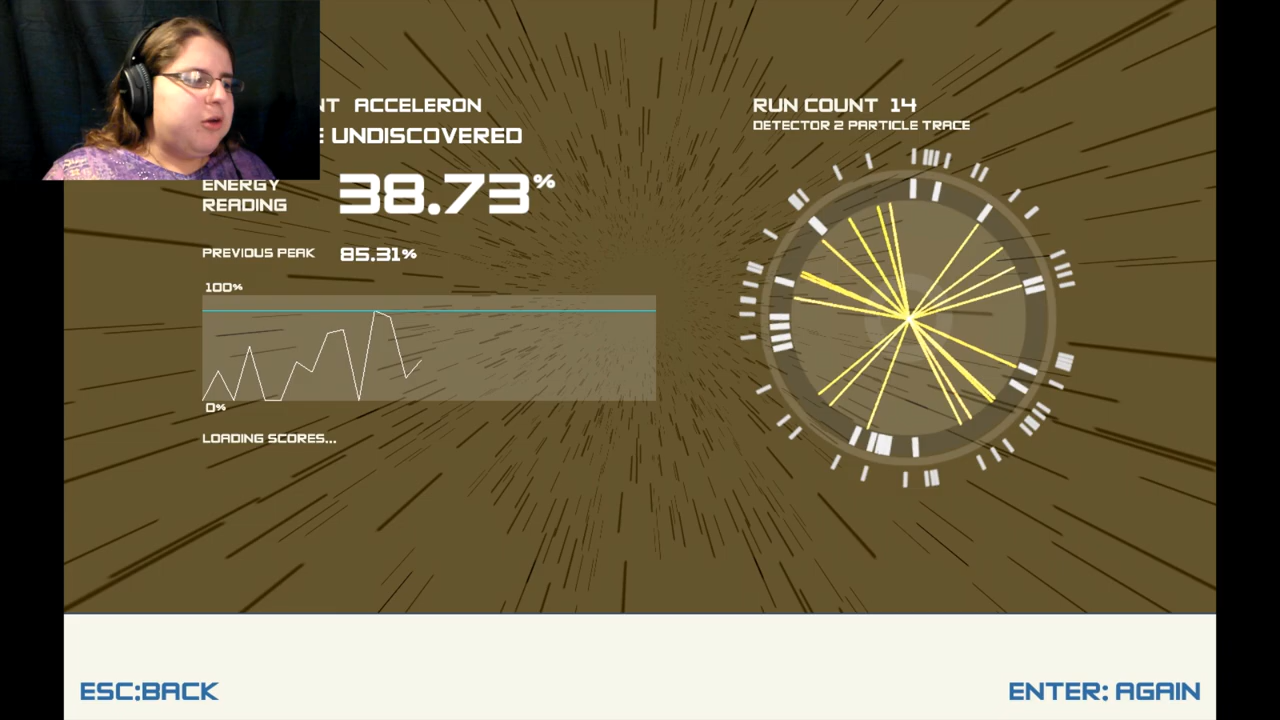 ACCELERON
UNDISCOVERED
ENERGY
READING
38.73%
PREVIOUS PEAK 85.31%
100%
0%
LOADING SCORES...
RUN COUNT 14
DETECTOR 2 PARTICLE TRACE
ESC:BACK
ENTER: AGAIN